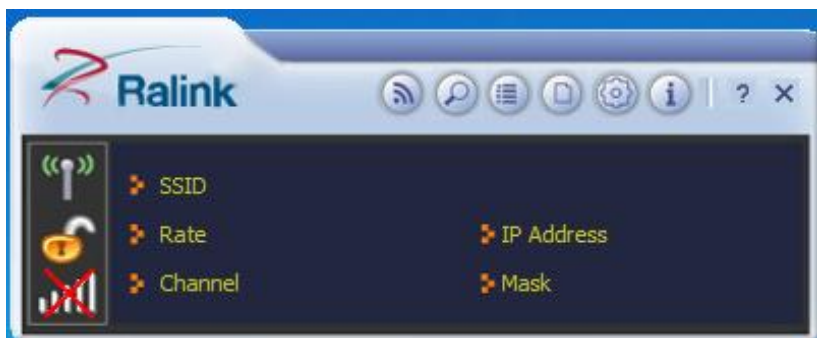 Ralink
i ? ×
SSID
Rate IP Address
Channel Mask